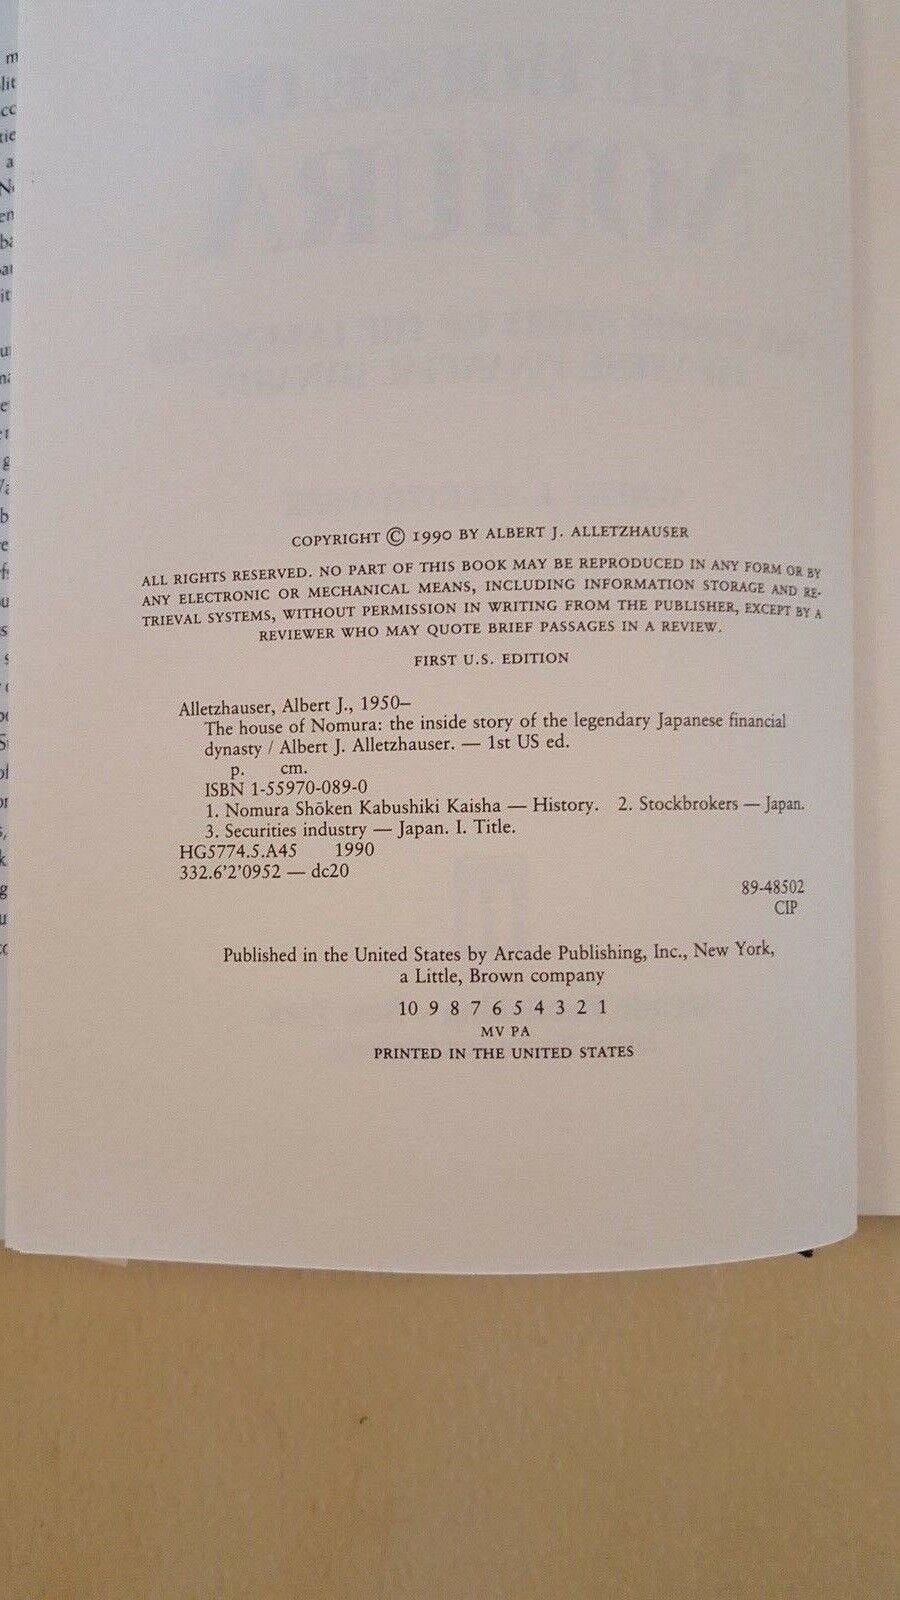 COPYRIGHT © 1990 BY ALBERT J. ALLETZHAUSER
ALL RIGHTS RESERVED. NO PART OF THIS BOOK MAY BE REPRODUCED IN ANY FORM OR BY
ANY ELECTRONIC OR MECHANICAL MEANS, INCLUDING INFORMATION STORAGE AND RE-
TRIEVAL SYSTEMS, WITHOUT PERMISSION IN WRITING FROM THE PUBLISHER, EXCEPT BY A
REVIEWER WHO MAY QUOTE BRIEF PASSAGES IN A REVIEW.
FIRST U.S. EDITION
Alletzhauser, Albert J., 1950–
The house of Nomura: the inside story of the legendary Japanese financial
dynasty / Albert J. Alletzhauser. — 1st US ed.
p. cm.
ISBN 1-55970-089-0
1. Nomura Shōken Kabushiki Kaisha — History. 2. Stockbrokers — Japan.
3. Securities industry — Japan. I. Title.
HG5774.5.A45 1990
332.6'2'0952 — dc20
89-48502
CIP
Published in the United States by Arcade Publishing, Inc., New York,
a Little, Brown company
10 9 8 7 6 5 4 3 2 1
MV PA
PRINTED IN THE UNITED STATES